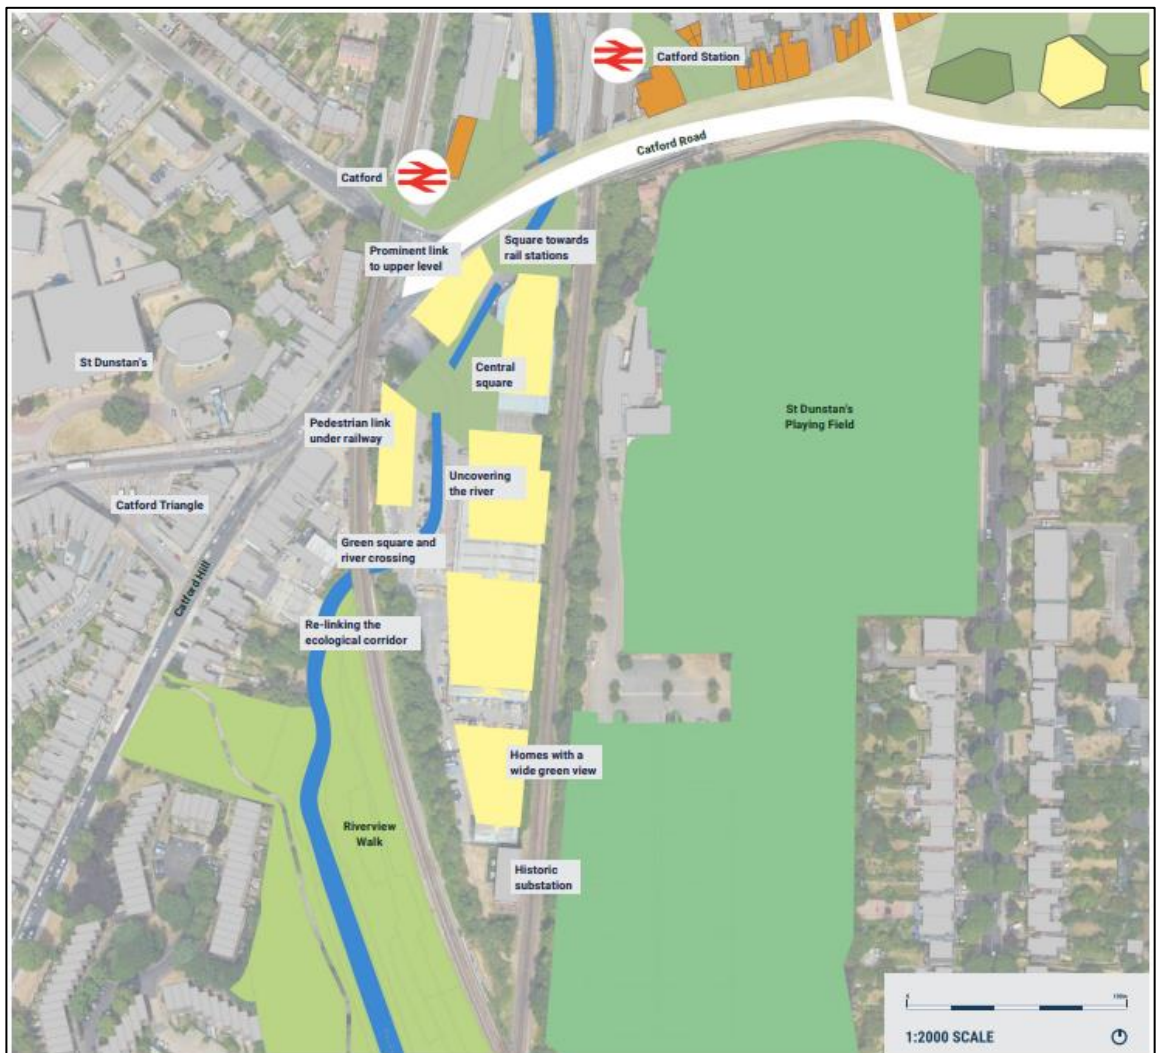 Catford Station
Catford Road
Catford
Prominent link
to upper level
Square towards
rail stations
St Dunstan's
Central
square
St Dunstan's
Playing Field
Pedestrian link
under railway
Uncovering
the river
Catford Triangle
Green square and
river crossing
Catford Hill
Re-linking the
ecological corridor
Homes with a
wide green view
Riverview
Walk
Historic
substation
100m
1:2000 SCALE